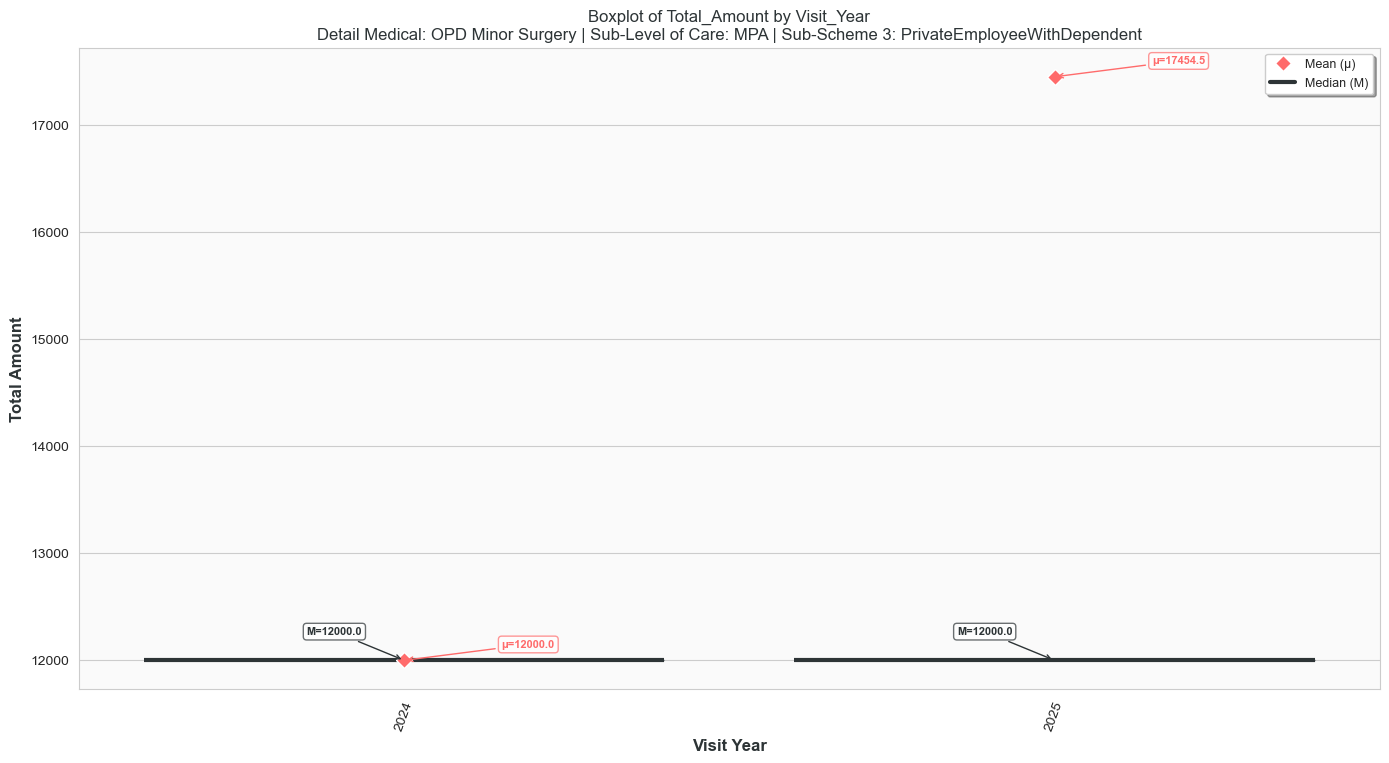 Boxplot of Total_Amount by Visit_Year
Detail Medical: OPD Minor Surgery | Sub-Level of Care: MPA | Sub-Scheme 3: PrivateEmployeeWithDependent
μ=17454.5
Mean (μ)
Median (M)
17000
16000
15000
14000
13000
12000
Total Amount
M=12000.0
μ=12000.0
M=12000.0
2024
2025
Visit Year